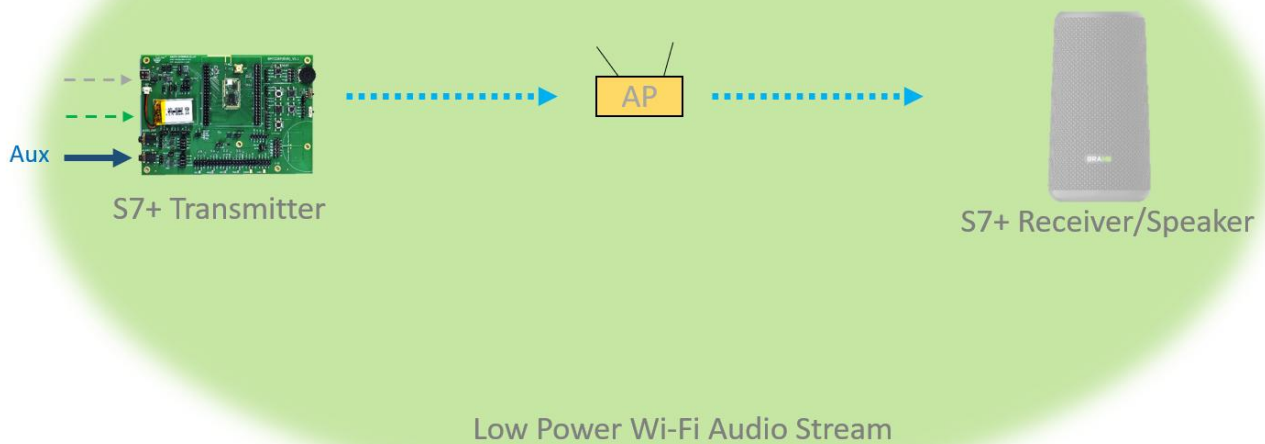 AP
Aux
S7+ Transmitter
S7+ Receiver/Speaker
Low Power Wi-Fi Audio Stream